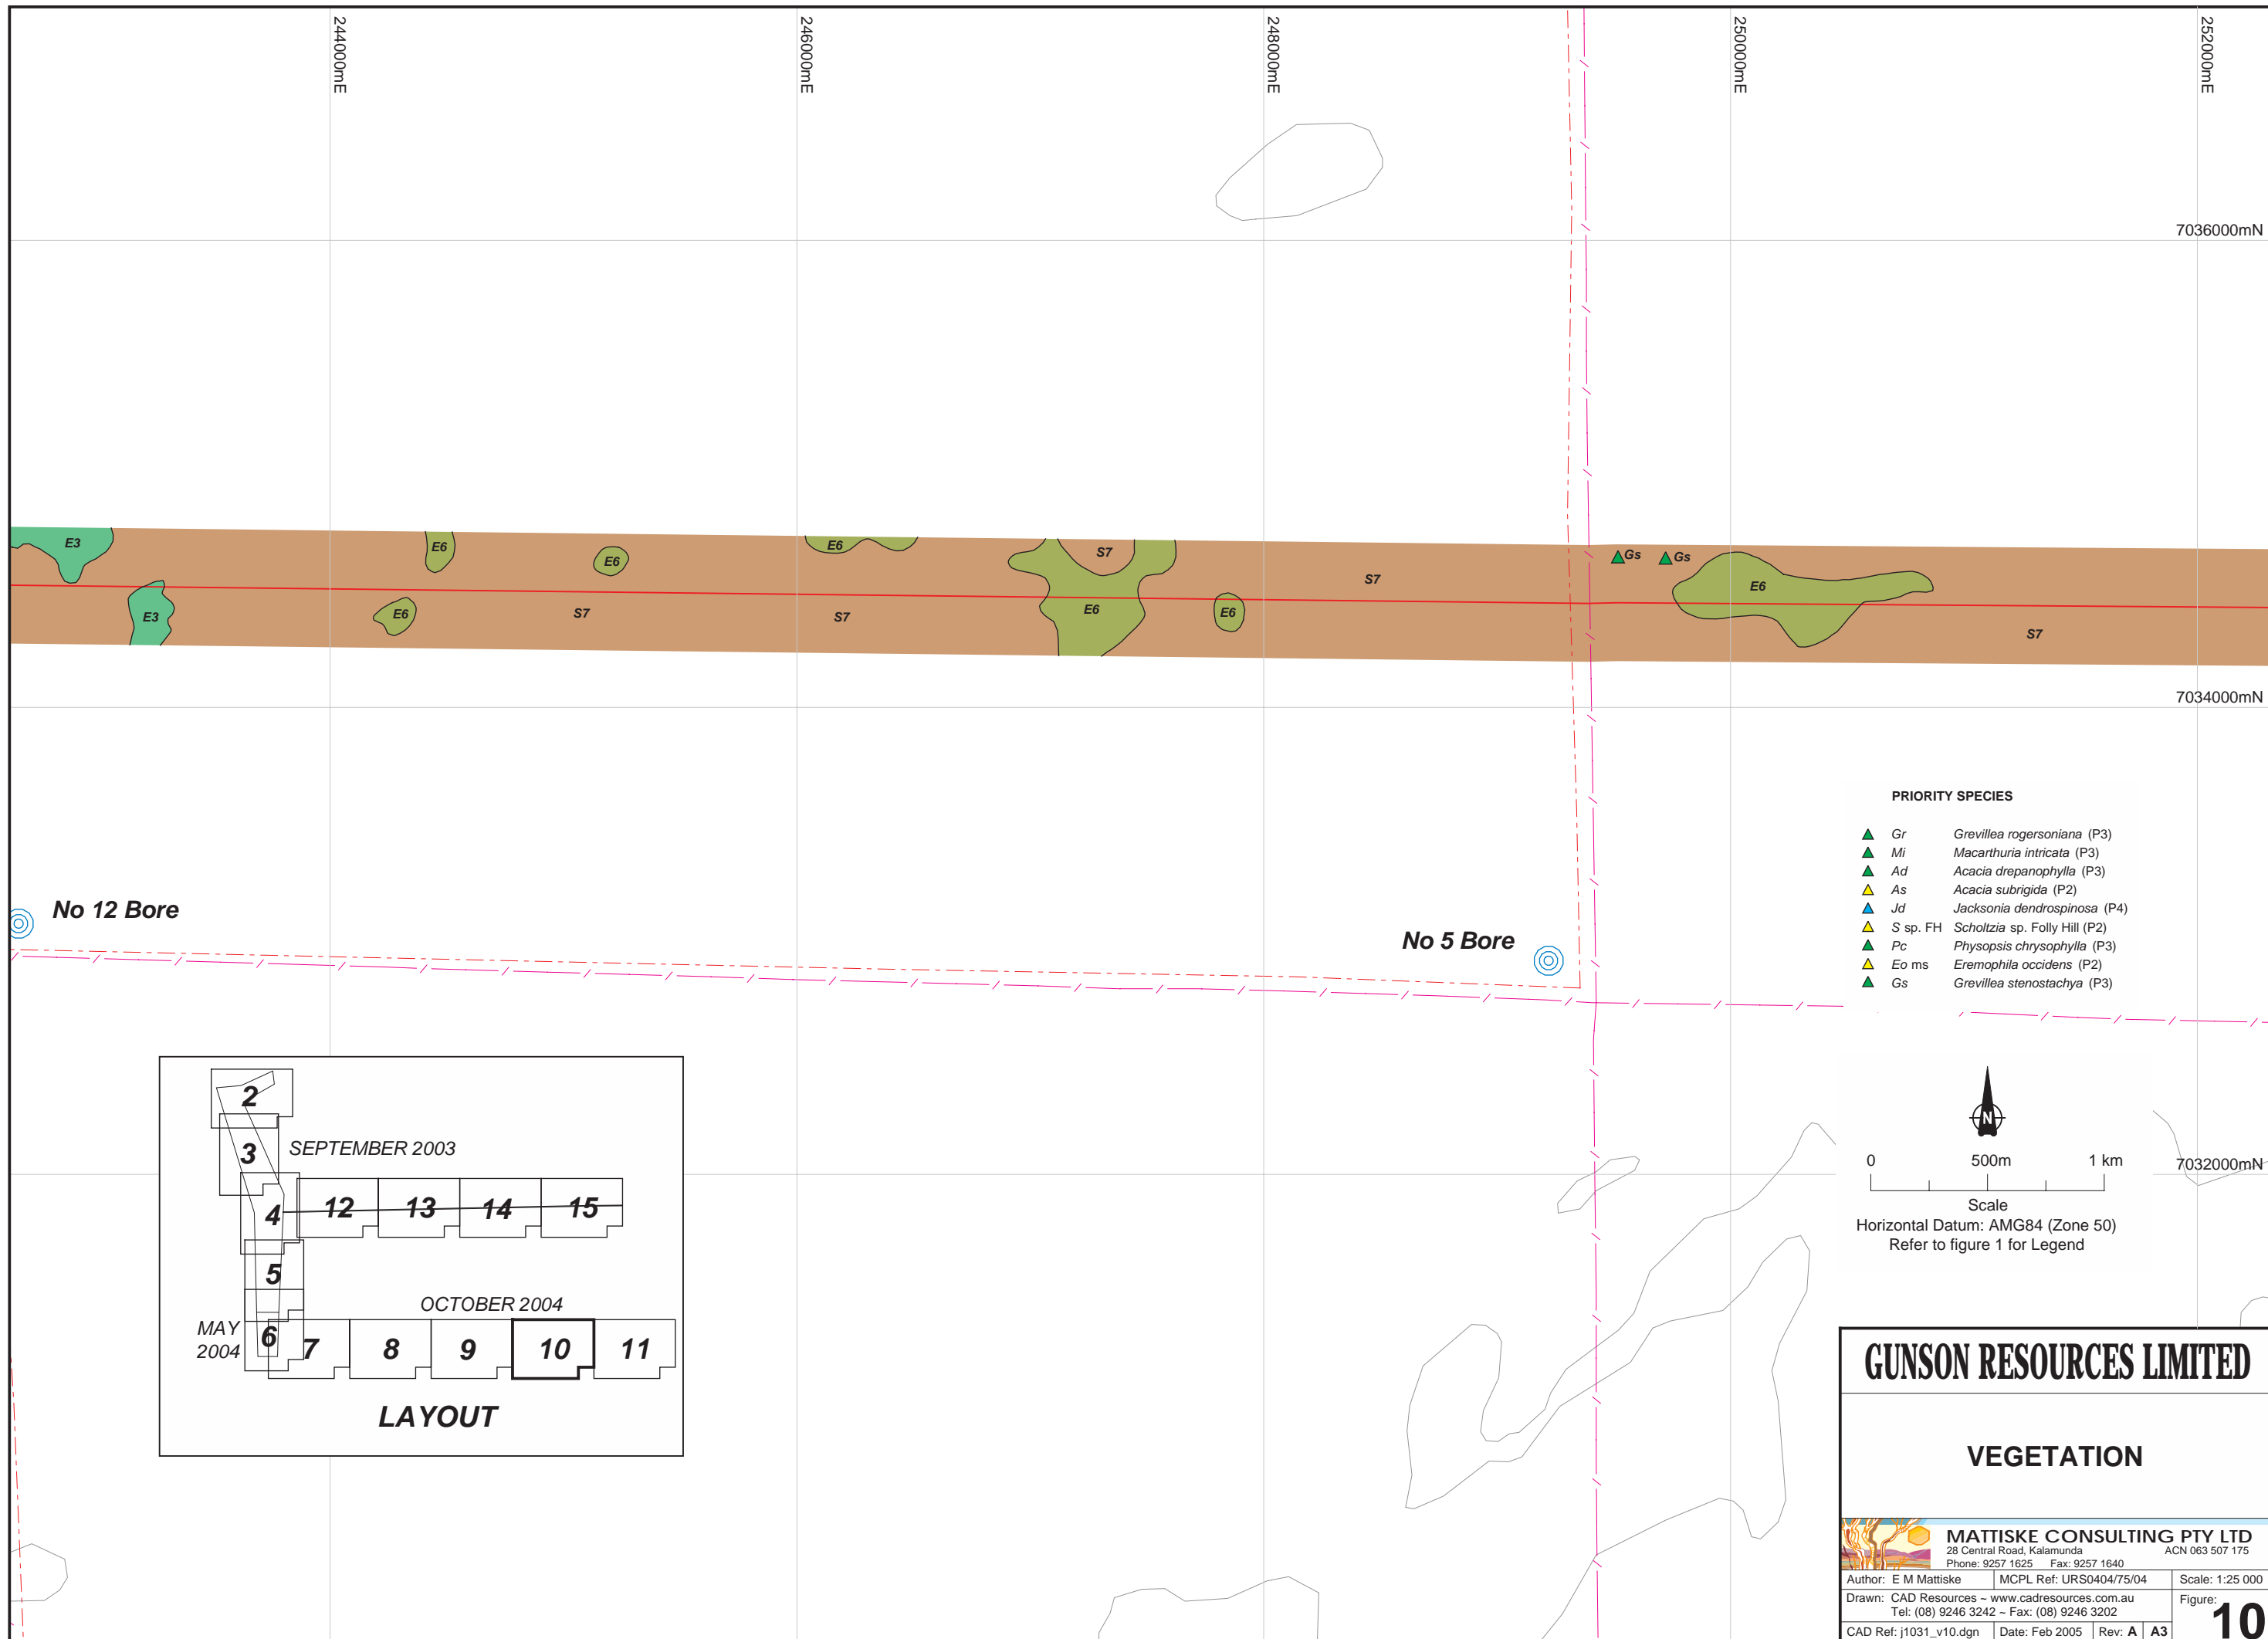 244000mE
246000mE
248000mE
250000mE
252000mE
7036000mN
E3
E6
E6
E6
S7
S7
Gs
Gs
E6
E3
E6
S7
S7
E6
E6
S7
7034000mN
PRIORITY SPECIES
Gr Grevillea rogersoniana (P3)
Mi Macarthuria intricata (P3)
Ad Acacia drepanophylla (P3)
As Acacia subrigida (P2)
Jd Jacksonia dendrospinosa (P4)
S sp. FH Scholtzia sp. Folly Hill (P2)
Pc Physopsis chrysophylla (P3)
Eo ms Eremophila occidens (P2)
Gs Grevillea stenostachya (P3)
No 12 Bore
No 5 Bore
N
0 500m 1 km
7032000mN
Scale
Horizontal Datum: AMG84 (Zone 50)
Refer to figure 1 for Legend
2
3
SEPTEMBER 2003
4
12
13
14
15
5
OCTOBER 2004
MAY
2004
6
7
8
9
10
11
LAYOUT
GUNSON RESOURCES LIMITED
VEGETATION
MATTISKE CONSULTING PTY LTD
28 Central Road, Kalamunda ACN 063 507 175
Phone: 9257 1625 Fax: 9257 1640
Author: E M Mattiske MCPL Ref: URS0404/75/04 Scale: 1:25 000
Drawn: CAD Resources ~ www.cadresources.com.au
Tel: (08) 9246 3242 ~ Fax: (08) 9246 3202
Figure: 10
CAD Ref: j1031_v10.dgn Date: Feb 2005 Rev: A A3